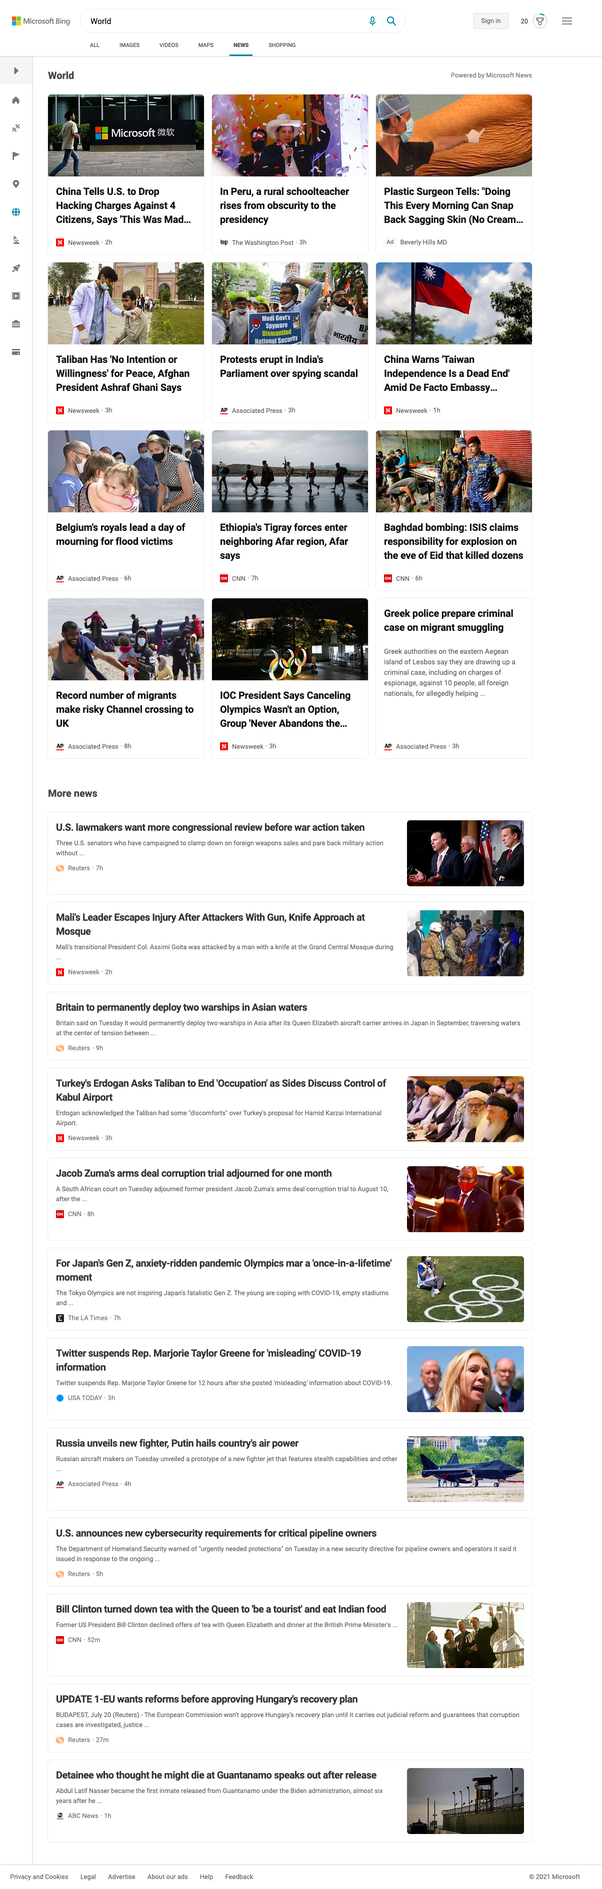 Microsoft Bing
World
Sign in
20
ALL
IMAGES
VIDEOS
MAPS
NEWS
SHOPPING
World
Powered by Microsoft News
Microsoft 微软
China Tells U.S. to Drop
Hacking Charges Against 4
Citizens, Says 'This Was Mad...
Newsweek · 2h
In Peru, a rural schoolteacher
rises from obscurity to the
presidency
The Washington Post · 3h
Plastic Surgeon Tells: "Doing
This Every Morning Can Snap
Back Sagging Skin (No Cream...
Ad Beverly Hills MD
Taliban Has 'No Intention or
Willingness' for Peace, Afghan
President Ashraf Ghani Says
Newsweek · 3h
Modi Govt's
Spyware
Dismantled
National Security
Protests erupt in India's
Parliament over spying scandal
AP Associated Press · 3h
China Warns 'Taiwan
Independence Is a Dead End'
Amid De Facto Embassy...
Newsweek · 1h
Belgium's royals lead a day of
mourning for flood victims
AP Associated Press · 6h
Ethiopia's Tigray forces enter
neighboring Afar region, Afar
says
CNN · 7h
Baghdad bombing: ISIS claims
responsibility for explosion on
the eve of Eid that killed dozens
CNN · 6h
Record number of migrants
make risky Channel crossing to
UK
AP Associated Press · 8h
IOC President Says Canceling
Olympics Wasn't an Option,
Group 'Never Abandons the...
Newsweek · 3h
Greek police prepare criminal
case on migrant smuggling
Greek authorities on the eastern Aegean
island of Lesbos say they are drawing up a
criminal case, including on charges of
espionage, against 10 people, all foreign
nationals, for allegedly helping ...
AP Associated Press · 3h
More news
U.S. lawmakers want more congressional review before war action taken
Three U.S. senators who have campaigned to clamp down on foreign weapons sales and pare back military action
without ...
Reuters · 7h
Mali's Leader Escapes Injury After Attackers With Gun, Knife Approach at
Mosque
Mali's transitional President Col. Assimi Goita was attacked by a man with a knife at the Grand Central Mosque during
...
Newsweek · 2h
Britain to permanently deploy two warships in Asian waters
Britain said on Tuesday it would permanently deploy two warships in Asia after its Queen Elizabeth aircraft carrier arrives in Japan in September, traversing waters
at the center of tension between ...
Reuters · 9h
Turkey's Erdogan Asks Taliban to End 'Occupation' as Sides Discuss Control of
Kabul Airport
Erdogan acknowledged the Taliban had some "discomforts" over Turkey's proposal for Hamid Karzai International
Airport.
Newsweek · 3h
Jacob Zuma's arms deal corruption trial adjourned for one month
A South African court on Tuesday adjourned former president Jacob Zuma's arms deal corruption trial to August 10,
after the ...
CNN · 8h
For Japan's Gen Z, anxiety-ridden pandemic Olympics mar a 'once-in-a-lifetime'
moment
The Tokyo Olympics are not inspiring Japan's fatalistic Gen Z. The young are coping with COVID-19, empty stadiums
and ...
The LA Times · 7h
Twitter suspends Rep. Marjorie Taylor Greene for 'misleading' COVID-19
information
Twitter suspends Rep. Marjorie Taylor Greene for 12 hours after she posted 'misleading' information about COVID-19.
USA TODAY · 3h
Russia unveils new fighter, Putin hails country's air power
Russian aircraft makers on Tuesday unveiled a prototype of a new fighter jet that features stealth capabilities and other
...
AP Associated Press · 4h
U.S. announces new cybersecurity requirements for critical pipeline owners
The Department of Homeland Security warned of "urgently needed protections" on Tuesday in a new security directive for pipeline owners and operators it said it
issued in response to the ongoing ...
Reuters · 5h
Bill Clinton turned down tea with the Queen to 'be a tourist' and eat Indian food
Former US President Bill Clinton declined offers of tea with Queen Elizabeth and dinner at the British Prime Minister's ...
CNN · 52m
UPDATE 1-EU wants reforms before approving Hungary's recovery plan
BUDAPEST, July 20 (Reuters) - The European Commission won't approve Hungary's recovery plan until it carries out judicial reform and guarantees that corruption
cases are investigated, justice ...
Reuters · 27m
Detainee who thought he might die at Guantanamo speaks out after release
Abdul Latif Nasser became the first inmate released from Guantanamo under the Biden administration, almost six
years after he ...
ABC News · 1h
Privacy and Cookies
Legal
Advertise
About our ads
Help
Feedback
© 2021 Microsoft